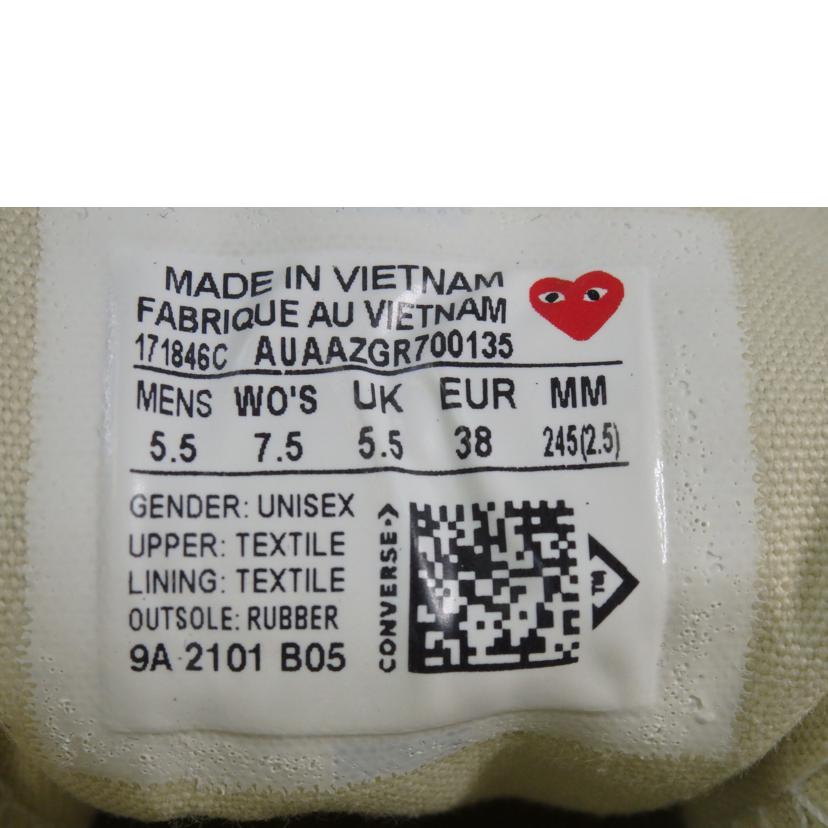 MADE IN VIETNAM
FABRIQUE AU VIETNAM
171846C AUAAZGR700135
MENS WO'S UK EUR MM
5.5 7.5 5.5 38 245(2.5)
GENDER: UNISEX
UPPER: TEXTILE
LINING: TEXTILE
OUTSOLE: RUBBER
9A 2101 B05
CONVERSE
TM